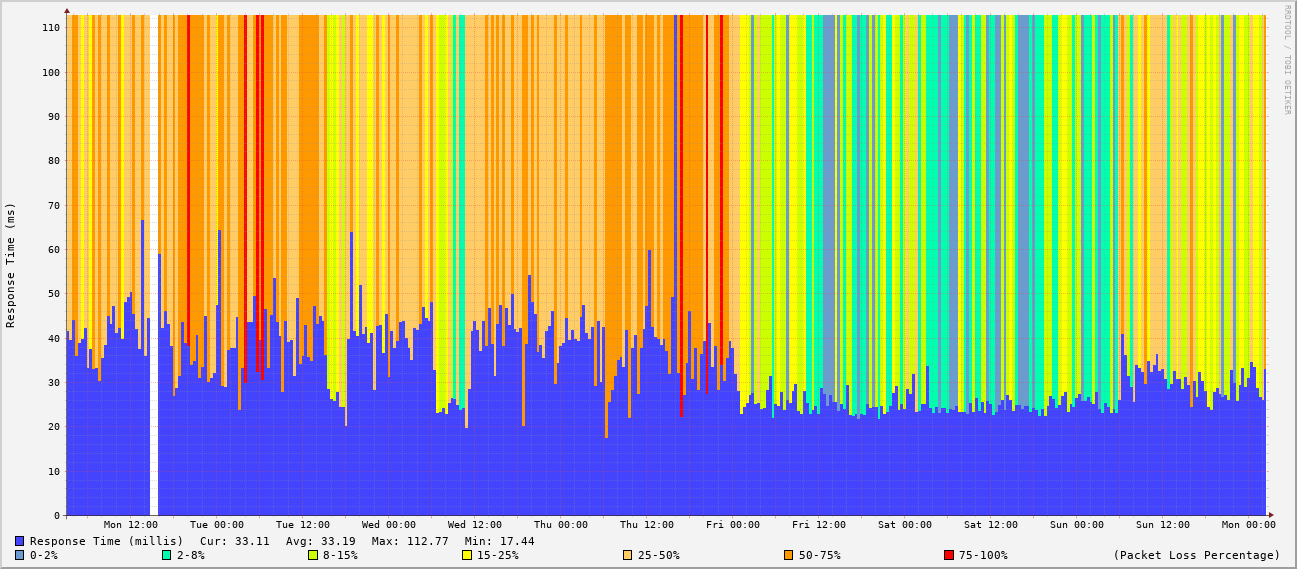 RRDTOOL / TOBI OETIKER
Response Time (ms)
110
100
90
80
70
60
50
40
30
20
10
0
Mon 12:00 Tue 00:00 Tue 12:00 Wed 00:00 Wed 12:00 Thu 00:00 Thu 12:00 Fri 00:00 Fri 12:00 Sat 00:00 Sat 12:00 Sun 00:00 Sun 12:00 Mon 00:00
Response Time (millis) Cur: 33.11 Avg: 33.19 Max: 112.77 Min: 17.44
0-2% 2-8% 8-15% 15-25% 25-50% 50-75% 75-100% (Packet Loss Percentage)